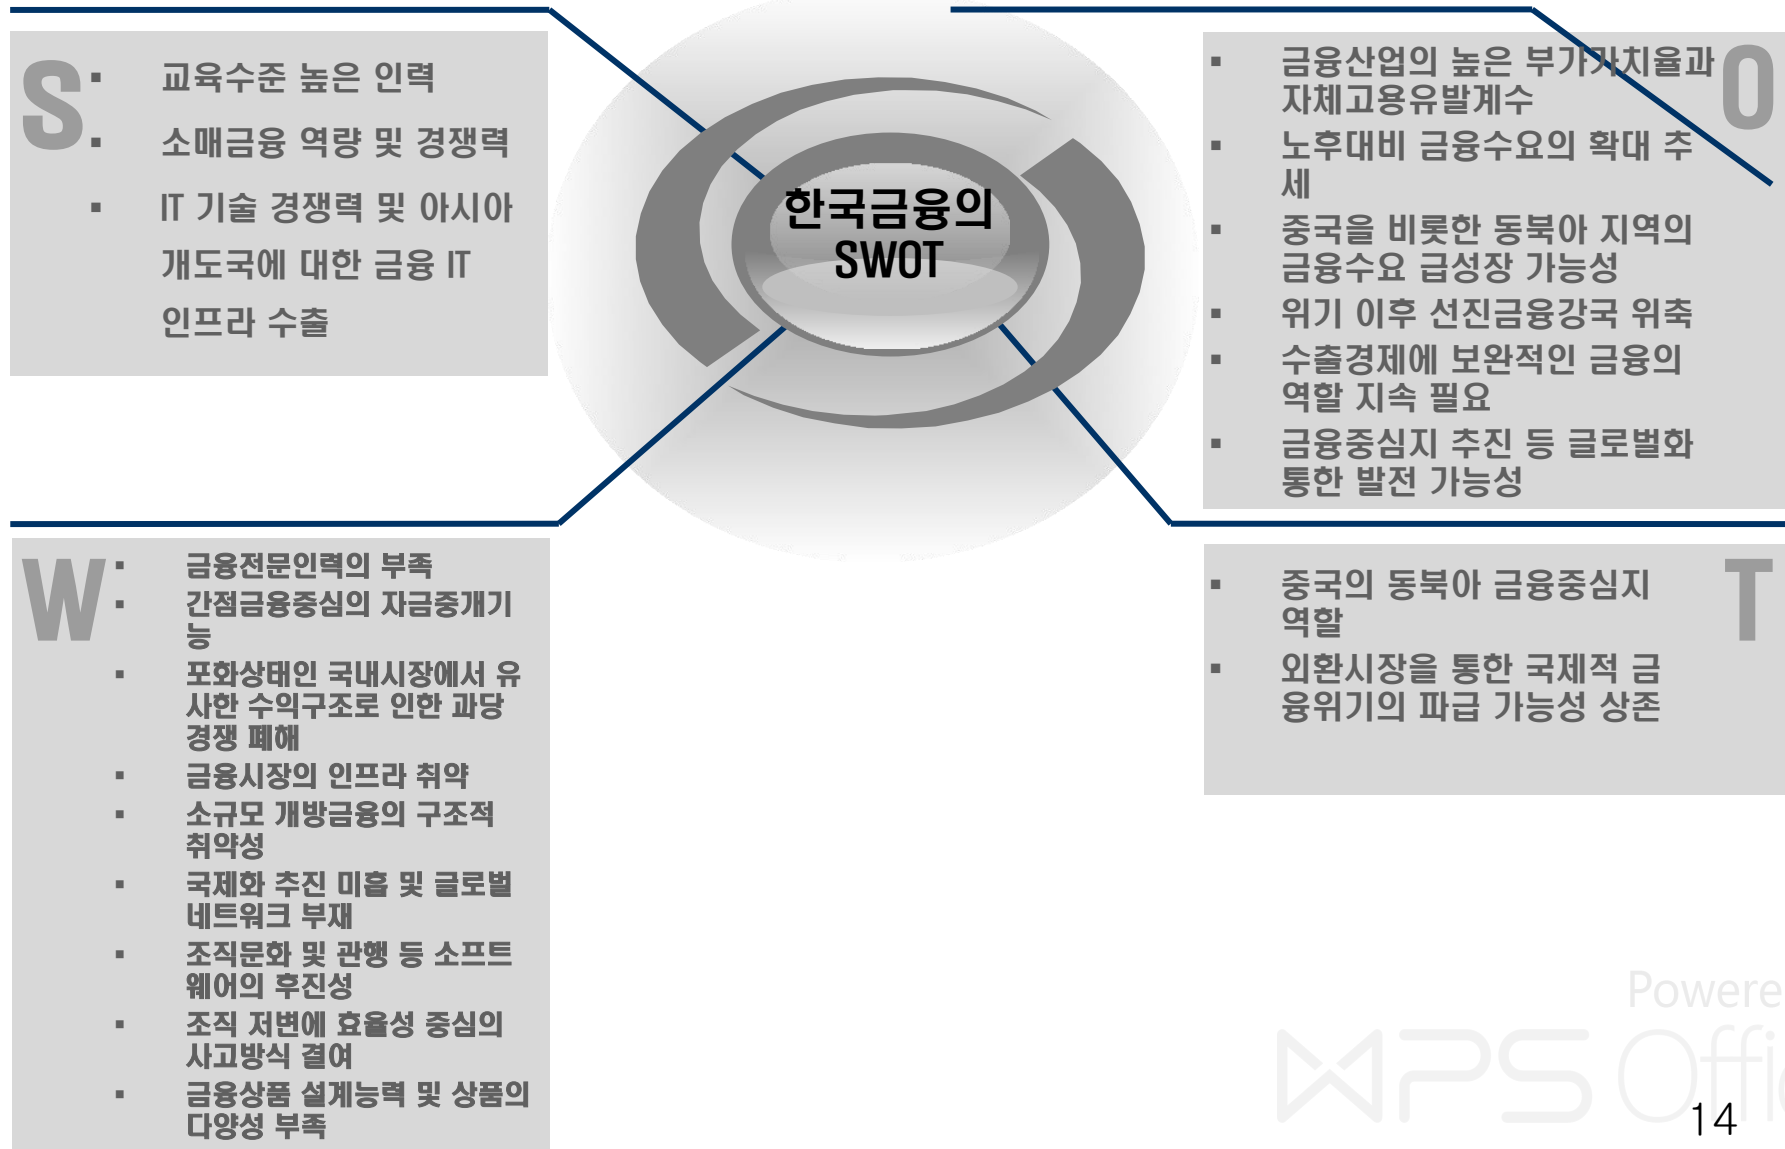 S
▪ 교육수준 높은 인력
▪ 소매금융 역량 및 경쟁력
▪ IT 기술 경쟁력 및 아시아
개도국에 대한 금융 IT
인프라 수출
한국금융의
SWOT
O
▪ 금융산업의 높은 부가가치율과
자체고용유발계수
▪ 노후대비 금융수요의 확대 추
세
▪ 중국을 비롯한 동북아 지역의
금융수요 급성장 가능성
▪ 위기 이후 선진금융강국 위축
▪ 수출경제에 보완적인 금융의
역할 지속 필요
▪ 금융중심지 추진 등 글로벌화
통한 발전 가능성
W
▪ 금융전문인력의 부족
▪ 간점금융중심의 자금중개기
능
▪ 포화상태인 국내시장에서 유
사한 수익구조로 인한 과당
경쟁 폐해
▪ 금융시장의 인프라 취약
▪ 소규모 개방금융의 구조적
취약성
▪ 국제화 추진 미흡 및 글로벌
네트워크 부재
▪ 조직문화 및 관행 등 소프트
웨어의 후진성
▪ 조직 저변에 효율성 중심의
사고방식 결여
▪ 금융상품 설계능력 및 상품의
다양성 부족
T
▪ 중국의 동북아 금융중심지
역할
▪ 외환시장을 통한 국제적 금
융위기의 파급 가능성 상존
Powere
WPS Offic
14